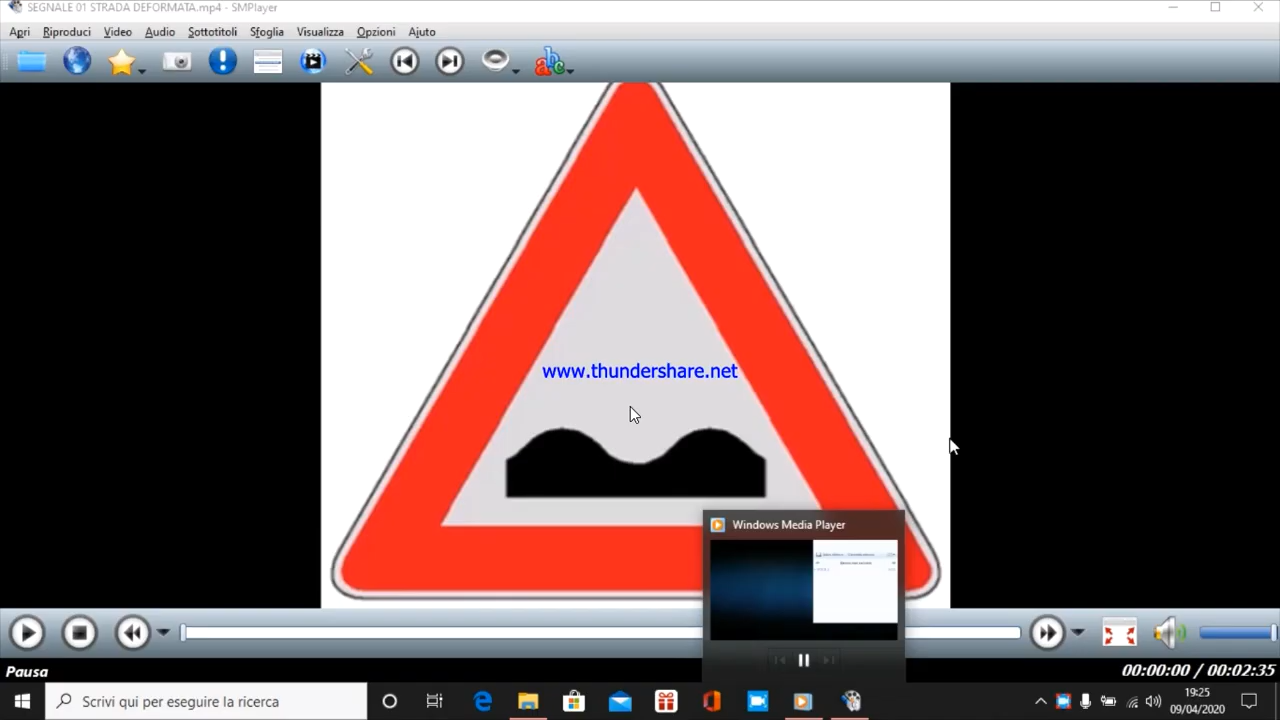 SEGNALE 01 STRADA DEFORMATA.mp4 - SMPlayer
Apri Riproduci Video Audio Sottotitoli Sfoglia Visualizza Opzioni Aiuto
abc
www.thundershare.net
Windows Media Player
Pausa
00:00:00 / 00:02:35
Scrivi qui per eseguire la ricerca
19:25
09/04/2020